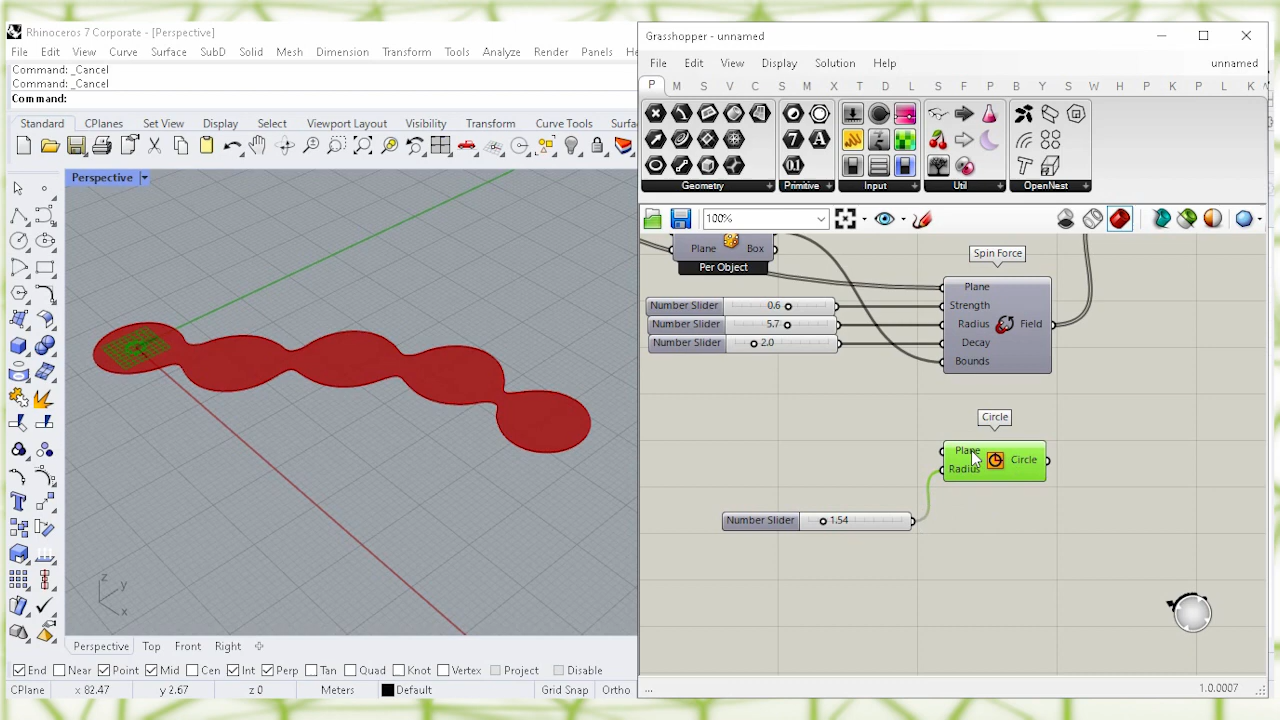 Rhinoceros 7 Corporate - [Perspective]
File Edit View Curve Surface SubD Solid Mesh Dimension Transform Tools Analyze Render Panels
Command: _Cancel
Command: _Cancel
Command:
Standard CPlanes Set View Display Select Viewport Layout Visibility Transform Curve Tools
Perspective
z
y
x
Perspective Top Front Right
End Near Point Mid Cen Int Perp Tan Quad Knot Vertex Project Disable
CPlane x 82.47 y 2.67 z 0 Meters Default Grid Snap Ortho
Grasshopper - unnamed
File Edit View Display Solution Help unnamed
P M S V C I S M X T D L S F P B Y S W H P K P L K
Geometry Primitive Input Util OpenNest
100%
Plane Box
Per Object
Spin Force
Plane
Strength
Radius Field
Decay
Bounds
Number Slider 0.6
Number Slider 5.7
Number Slider 2.0
Circle
Plane
Radius Circle
Number Slider 1.54
... 1.0.0007